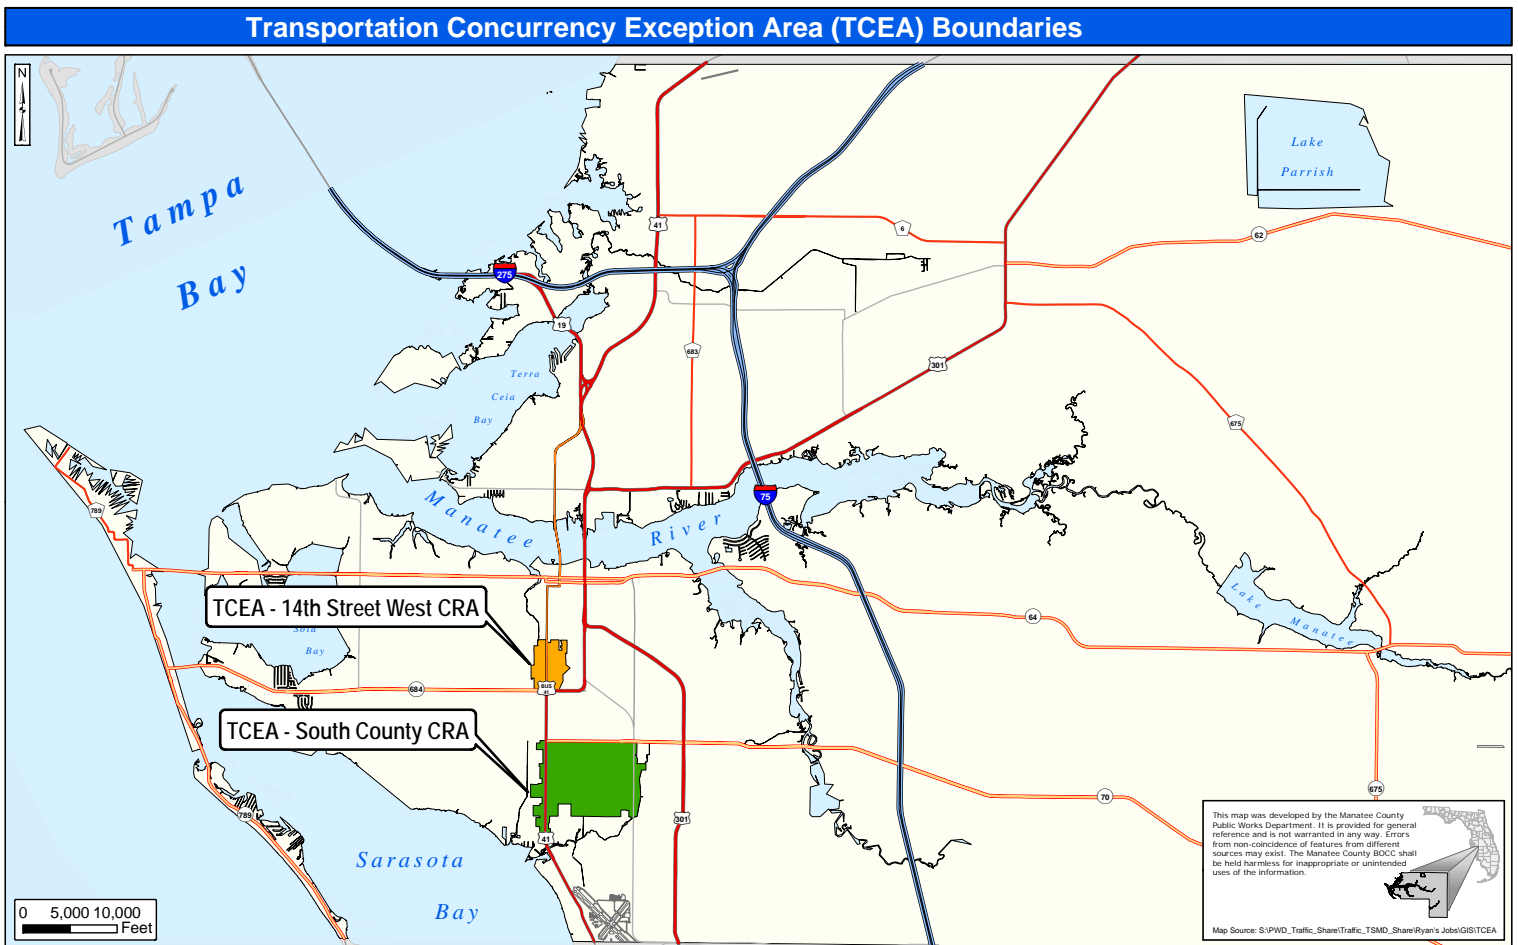 Transportation Concurrency Exception Area (TCEA) Boundaries
N
Tampa
Bay
Lake
Parrish
41
6
62
275
19
683
301
Terra
Ceia
Bay
675
Manatee
River
75
789
TCEA - 14th Street West CRA
Bay
64
Lake
Manatee
684
BUS
41
TCEA - South County CRA
70
675
789
301
41
Sarasota
Bay
0 5,000 10,000
Feet
This map was developed by the Manatee County
Public Works Department. It is provided for general
reference and is not warranted in any way. Errors
from non-coincidence of features from different
sources may exist. The Manatee County BOCC shall
be held harmless for inappropriate or unintended
uses of the information.
Map Source: S:\PWD_Traffic_Share\Traffic_TSMD_Share\Ryan's Jobs\GIS\TCEA